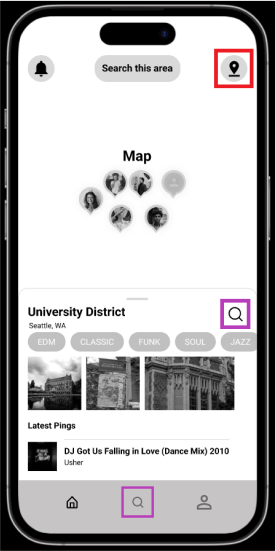 Search this area
Map
University District
Seattle, WA
EDM CLASSIC FUNK SOUL JAZZ
Latest Pings
DJ Got Us Falling in Love (Dance Mix) 2010
Usher